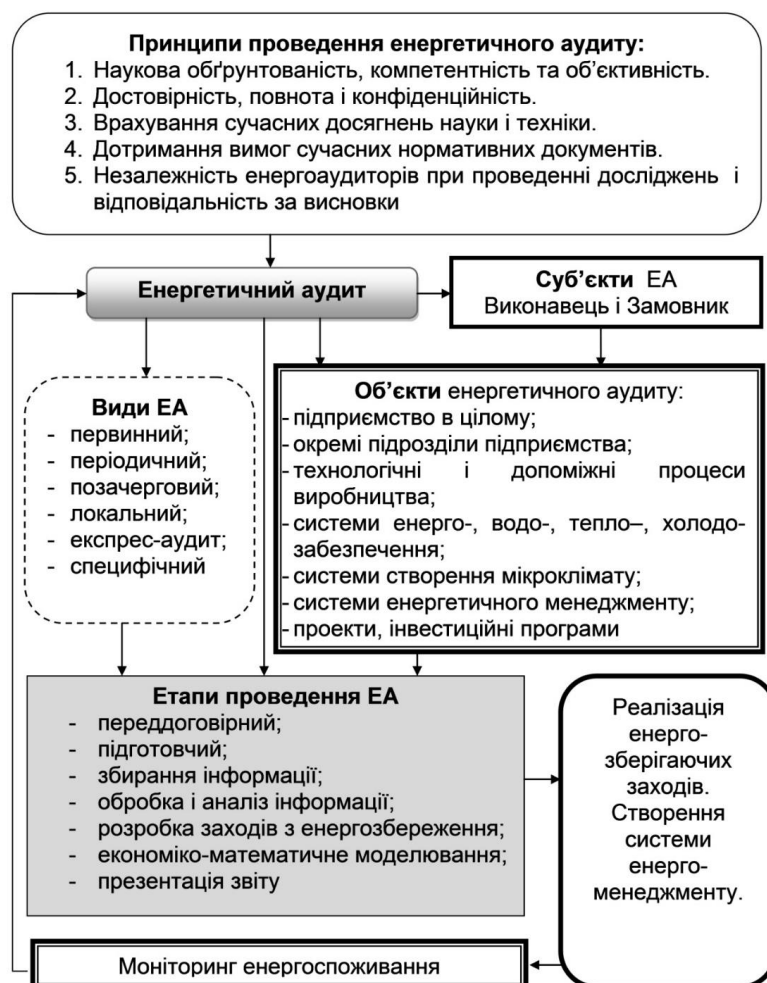 Принципи проведення енергетичного аудиту:
1. Наукова обґрунтованість, компетентність та об’єктивність.
2. Достовірність, повнота і конфіденційність.
3. Врахування сучасних досягнень науки і техніки.
4. Дотримання вимог сучасних нормативних документів.
5. Незалежність енергоаудиторів при проведенні досліджень і
відповідальність за висновки
Енергетичний аудит
Суб’єкти ЕА
Виконавець і Замовник
Види ЕА
- первинний;
- періодичний;
- позачерговий;
- локальний;
- експрес-аудит;
- специфічний
Об’єкти енергетичного аудиту:
- підприємство в цілому;
- окремі підрозділи підприємства;
- технологічні і допоміжні процеси
виробництва;
- системи енерго-, водо-, тепло–, холодо-
забезпечення;
- системи створення мікроклімату;
- системи енергетичного менеджменту;
- проекти, інвестиційні програми
Етапи проведення ЕА
- переддоговірний;
- підготовчий;
- збирання інформації;
- обробка і аналіз інформації;
- розробка заходів з енергозбереження;
- економіко-математичне моделювання;
- презентація звіту
Реалізація
енерго-
зберігаючих
заходів.
Створення
системи
енерго-
менеджменту.
Моніторинг енергоспоживання